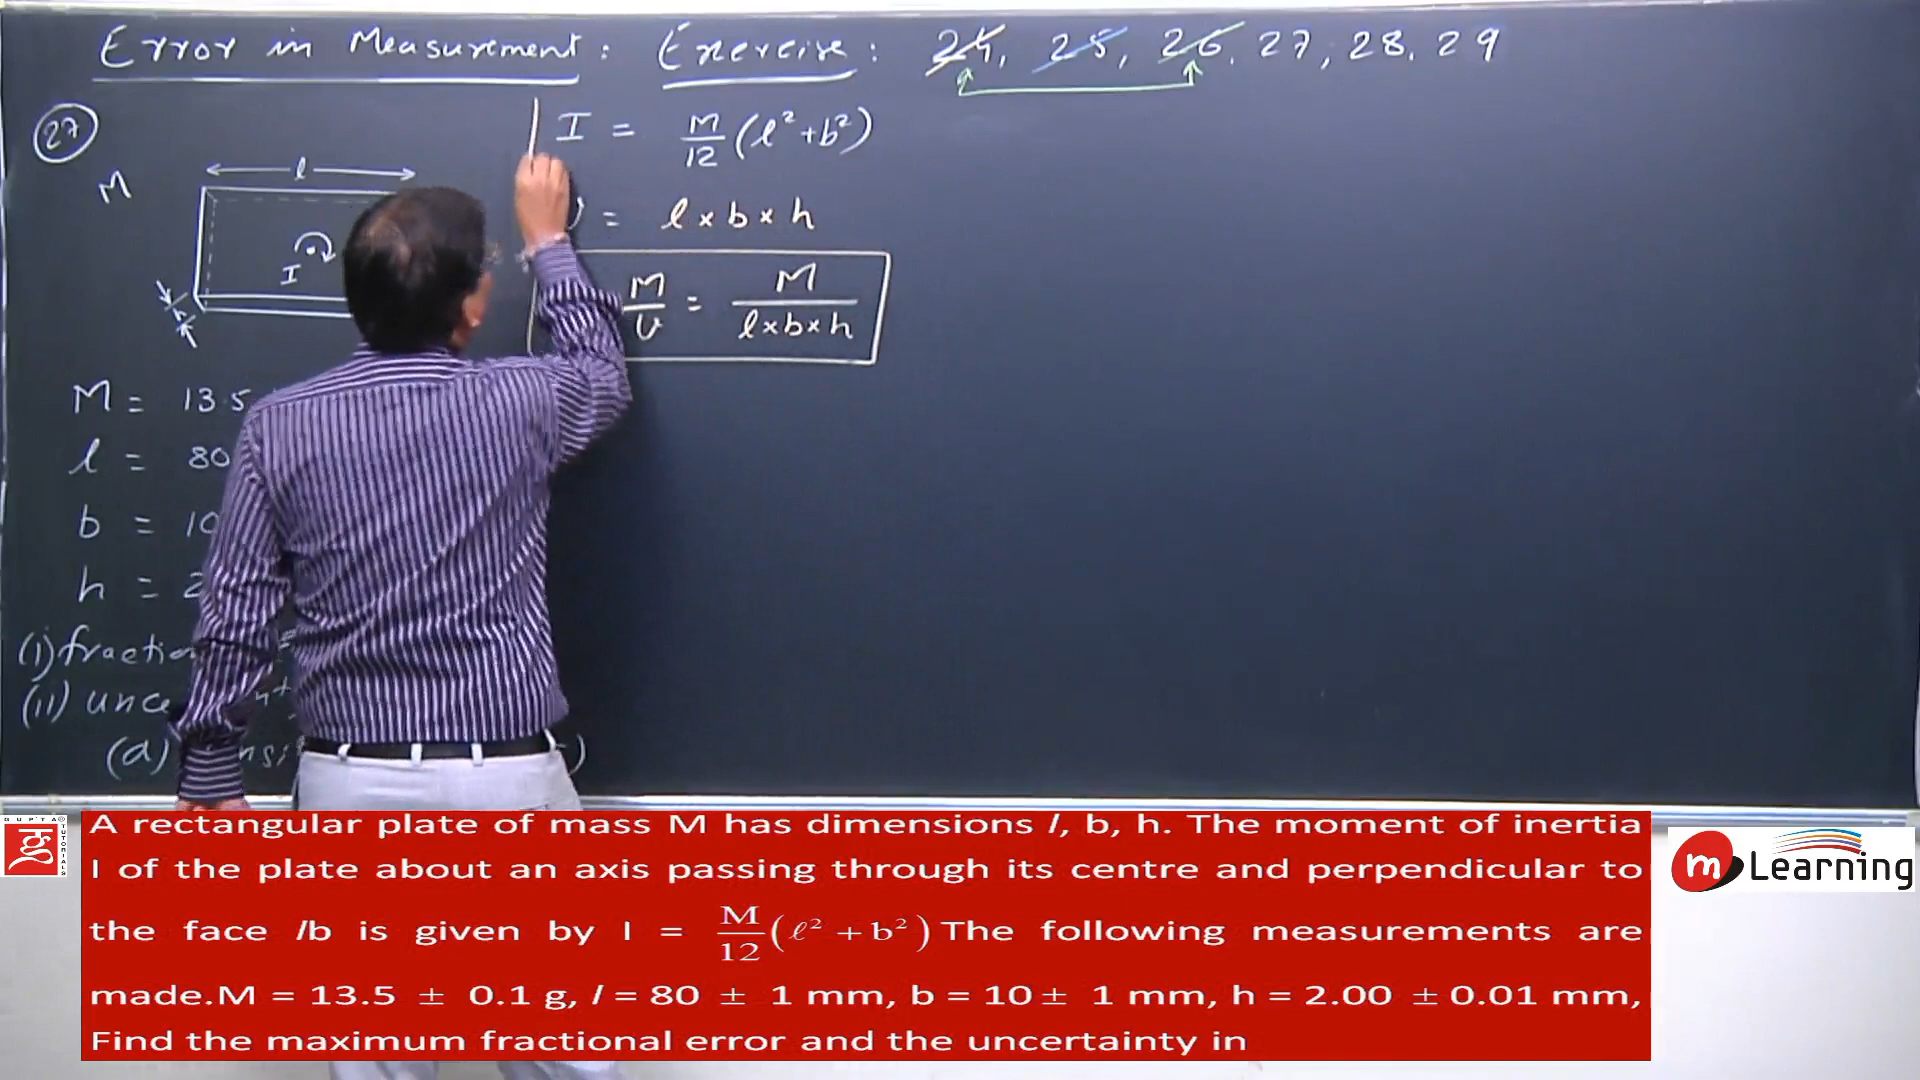 Error in Measurement : Exercise : 24, 25, 26, 27, 28, 29
27
I = M/12 (l² + b²)
l
M
= l × b × h
I
h
M/V = M/(l × b × h)
M = 13.5
l = 80
b = 10
h = 2
(i) fraction
(ii) unce
(a)
GUPTA TUTORIALS
A rectangular plate of mass M has dimensions l, b, h. The moment of inertia
I of the plate about an axis passing through its centre and perpendicular to
the face lb is given by I = M/12 (ℓ² + b²) The following measurements are
made.M = 13.5 ± 0.1 g, l = 80 ± 1 mm, b = 10 ± 1 mm, h = 2.00 ± 0.01 mm,
Find the maximum fractional error and the uncertainty in
m Learning